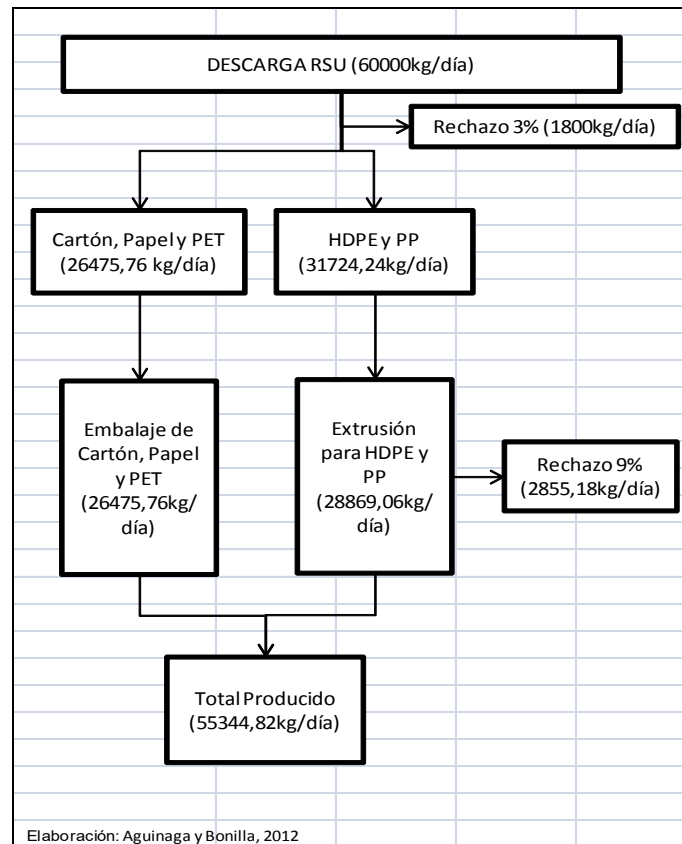 DESCARGA RSU (60000kg/día)
Rechazo 3% (1800kg/día)
Cartón, Papel y PET
(26475,76 kg/día)
HDPE y PP
(31724,24kg/día)
Embalaje de
Cartón, Papel
y PET
(26475,76kg/
día)
Extrusión
para HDPE y
PP
(28869,06kg/
día)
Rechazo 9%
(2855,18kg/día)
Total Producido
(55344,82kg/día)
Elaboración: Aguinaga y Bonilla, 2012